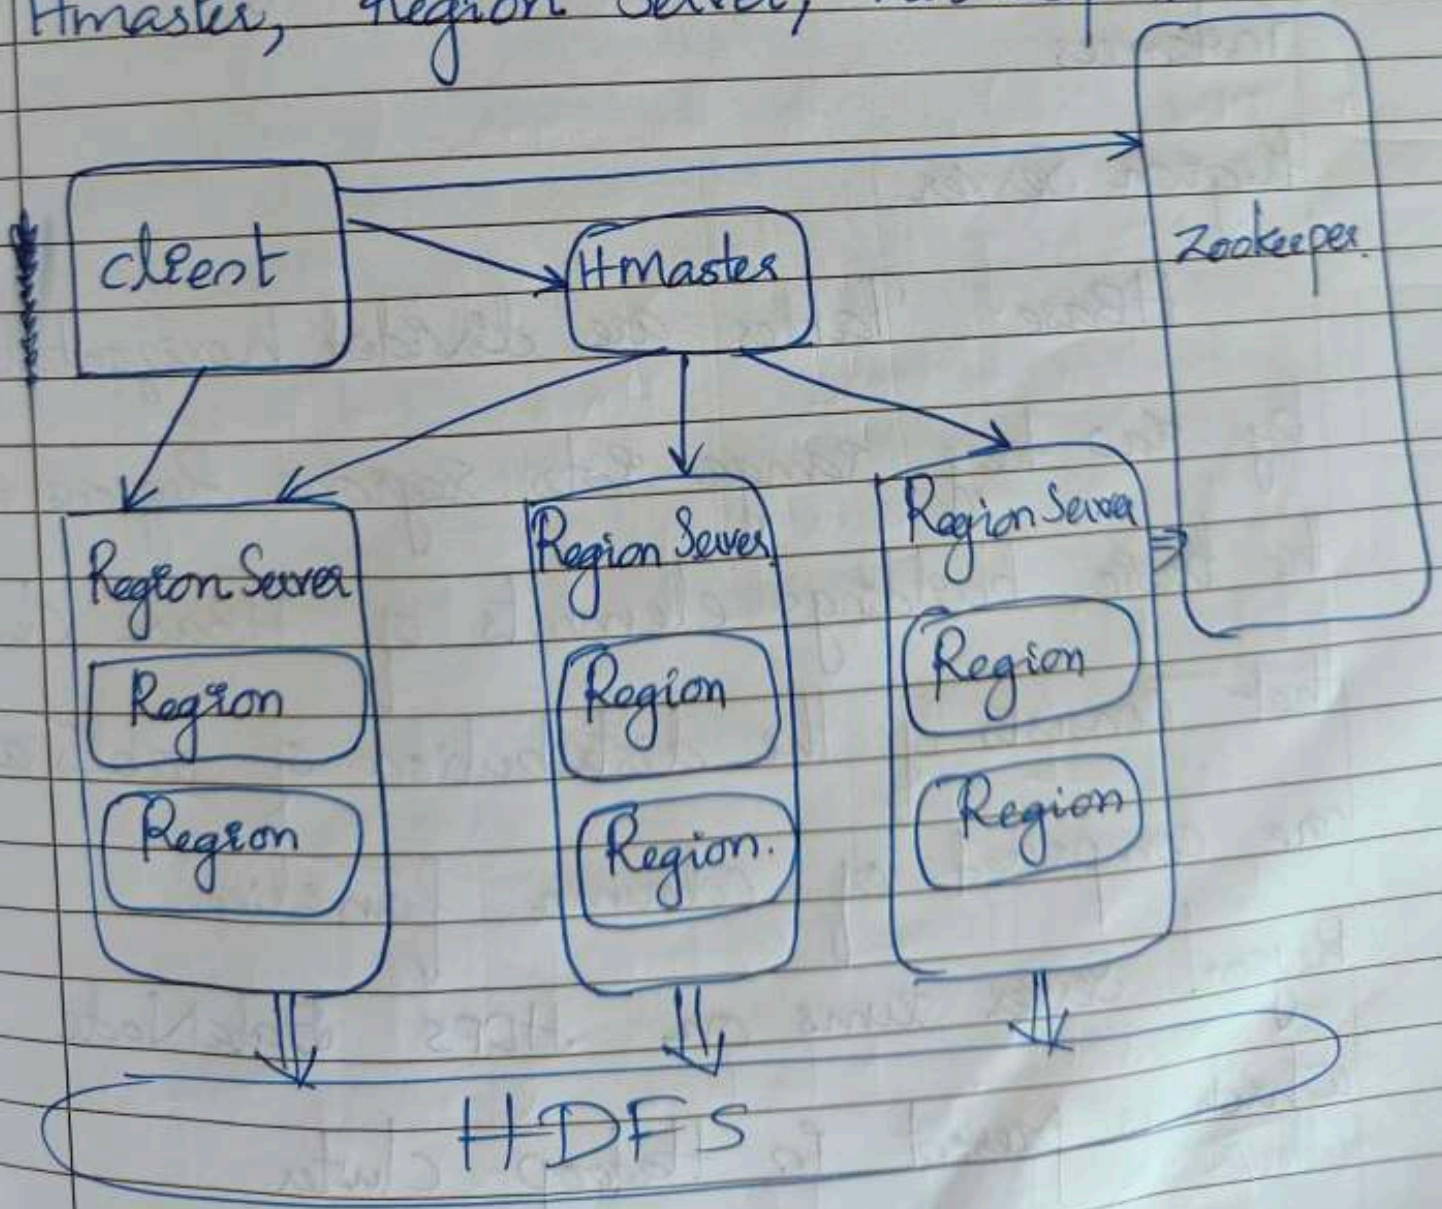 Hmaster, Region Server,
client
HMaster
Zookeeper.
Region Server
Region Server
Region Server
Region
Region
Region
Region
Region.
Region
HDFS